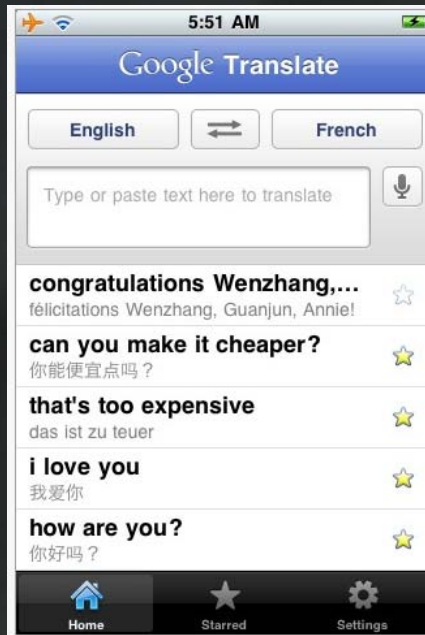 5:51 AM
Google Translate
English
French
Type or paste text here to translate
congratulations Wenzhang,...
félicitations Wenzhang, Guanjun, Annie!
can you make it cheaper?
你能便宜点吗？
that's too expensive
das ist zu teuer
i love you
我爱你
how are you?
你好吗？
Home
Starred
Settings